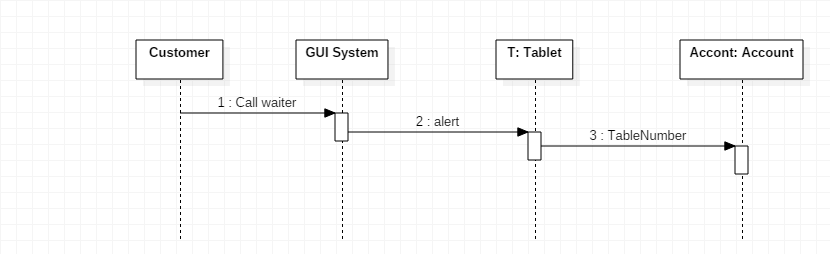 Customer
GUI System
T: Tablet
Accont: Account
1 : Call waiter
2 : alert
3 : TableNumber